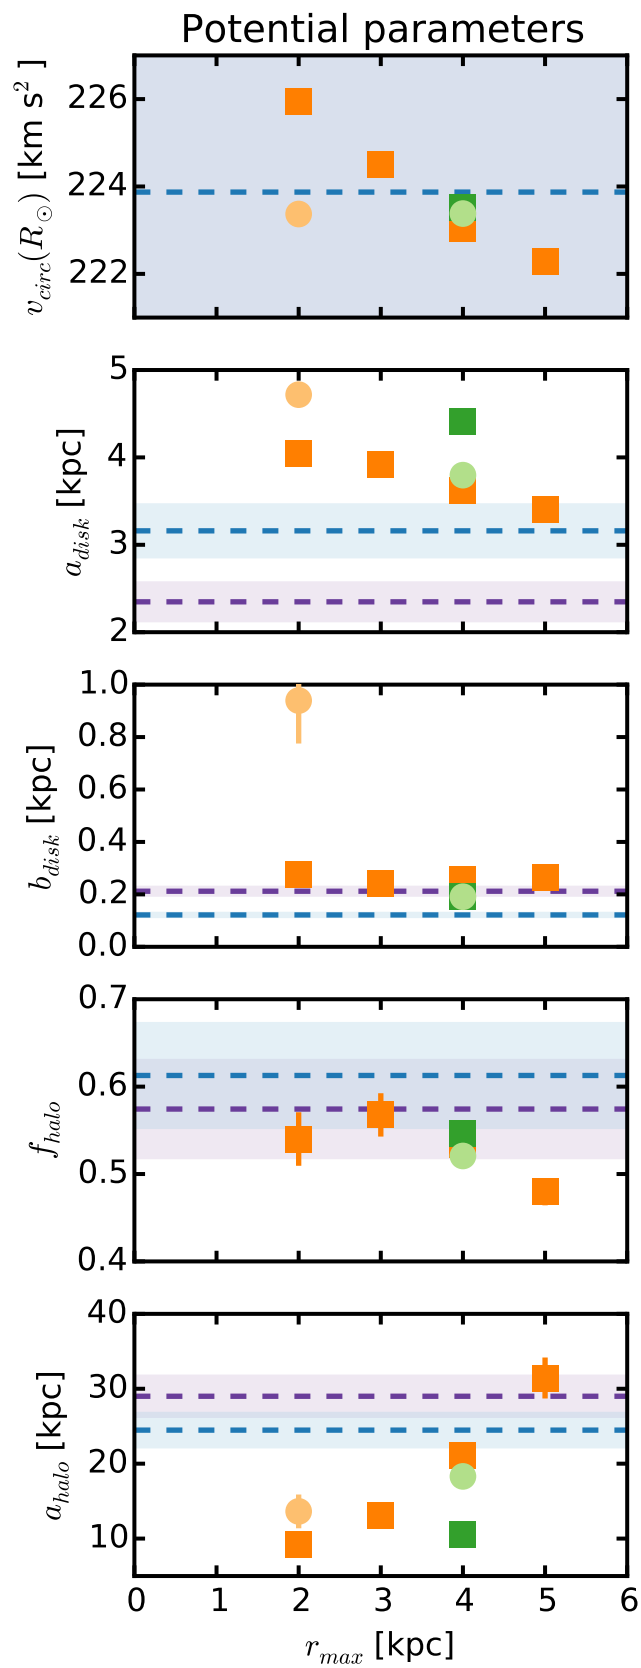 Potential parameters
226
224
222
v_circ(R_⊙) [km s² ]
5
4
3
2
a_disk [kpc]
1.0
0.8
0.6
0.4
0.2
0.0
b_disk [kpc]
0.7
0.6
0.5
0.4
f_halo
40
30
20
10
a_halo [kpc]
0 1 2 3 4 5 6
r_max [kpc]